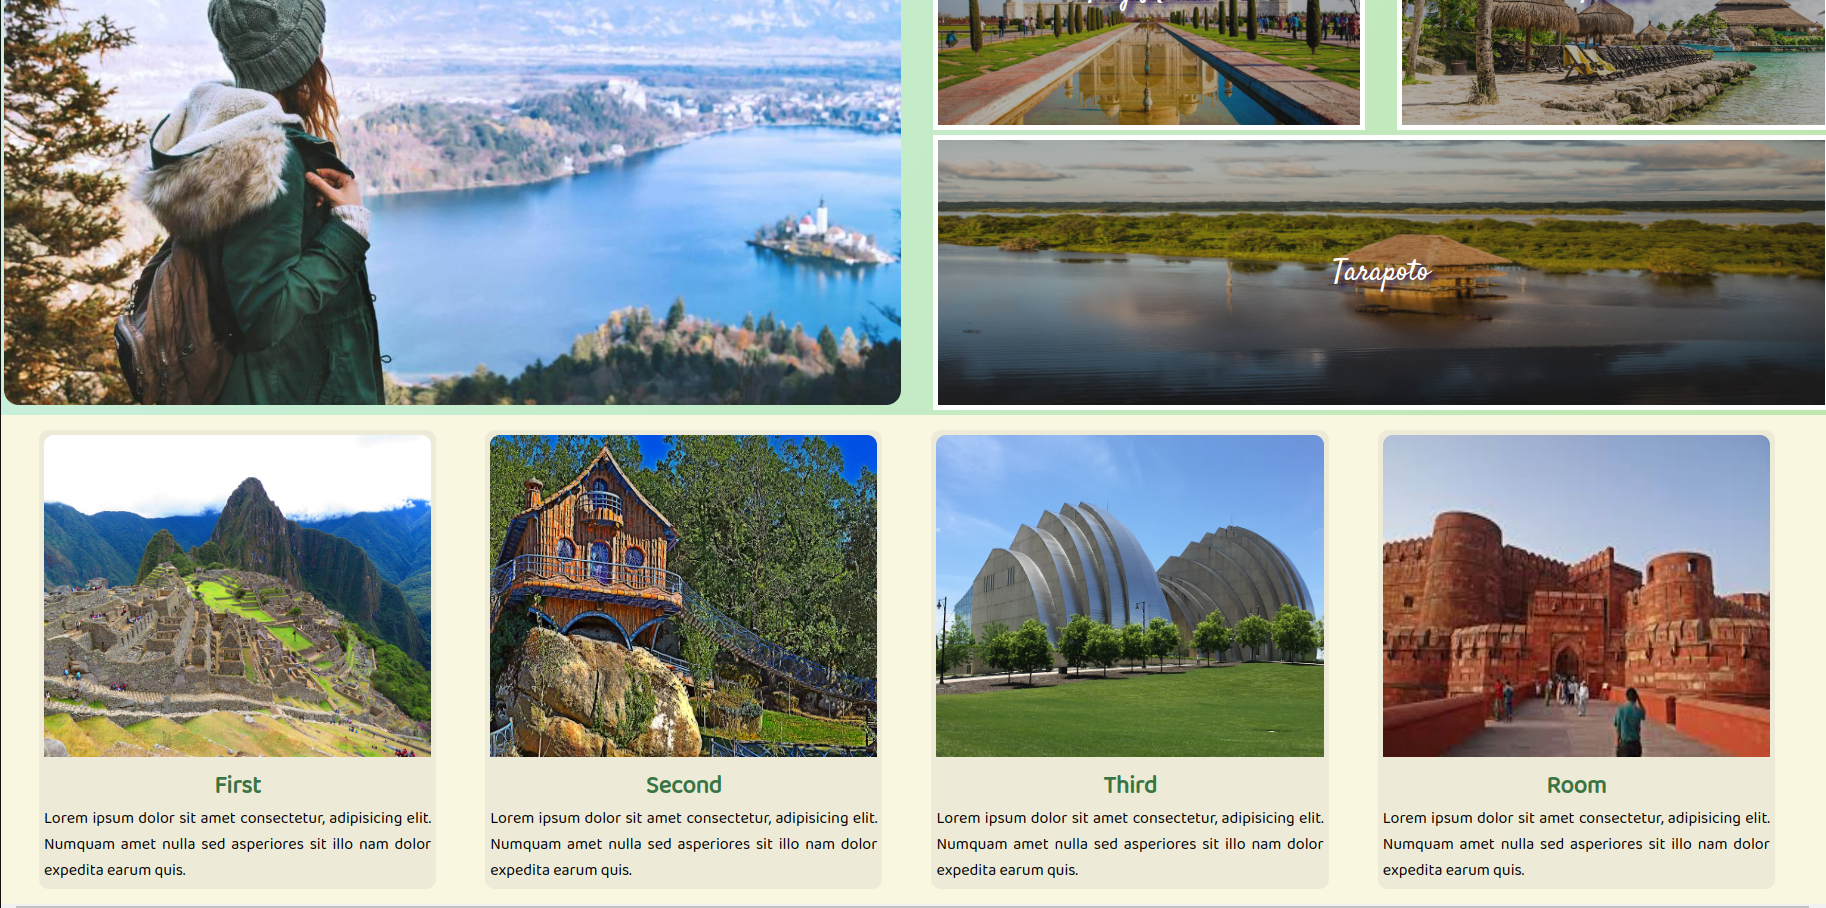 Tarapoto
First
Lorem ipsum dolor sit amet consectetur, adipisicing elit.
Numquam amet nulla sed asperiores sit illo nam dolor
expedita earum quis.
Second
Lorem ipsum dolor sit amet consectetur, adipisicing elit.
Numquam amet nulla sed asperiores sit illo nam dolor
expedita earum quis.
Third
Lorem ipsum dolor sit amet consectetur, adipisicing elit.
Numquam amet nulla sed asperiores sit illo nam dolor
expedita earum quis.
Room
Lorem ipsum dolor sit amet consectetur, adipisicing elit.
Numquam amet nulla sed asperiores sit illo nam dolor
expedita earum quis.